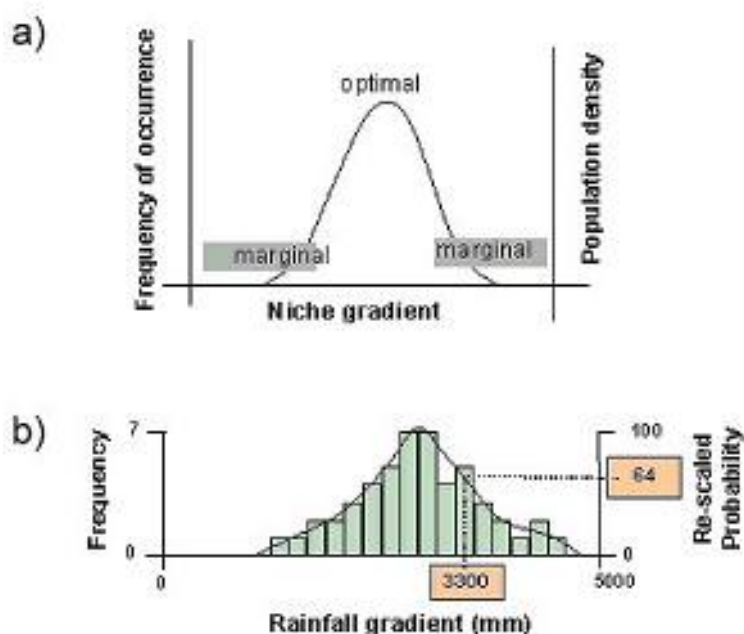 a)
Frequency of occurrence
optimal
marginal
marginal
Population density
Niche gradient
b)
Frequency
7
0
100
64
0
Re-scaled
Probability
0
3300
5000
Rainfall gradient (mm)